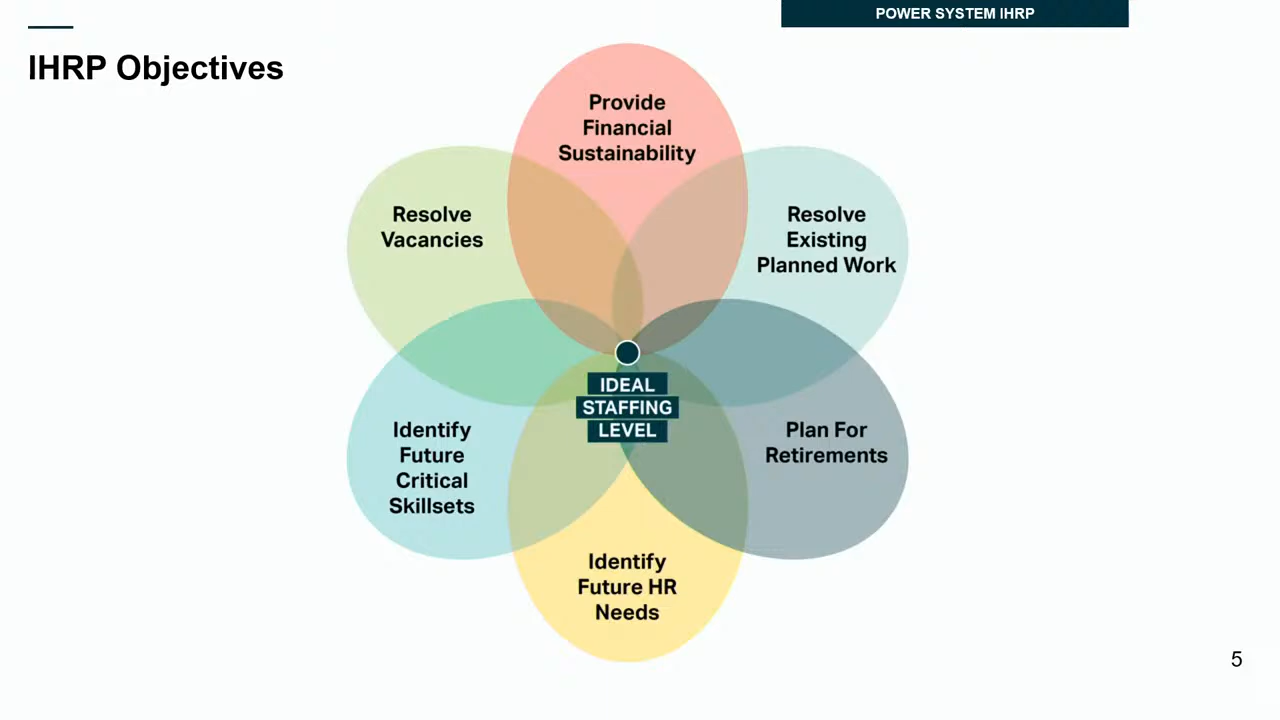 POWER SYSTEM IHRP
IHRP Objectives
Provide
Financial
Sustainability
Resolve
Vacancies
Resolve
Existing
Planned Work
IDEAL
STAFFING
LEVEL
Identify
Future
Critical
Skillsets
Plan For
Retirements
Identify
Future HR
Needs
5